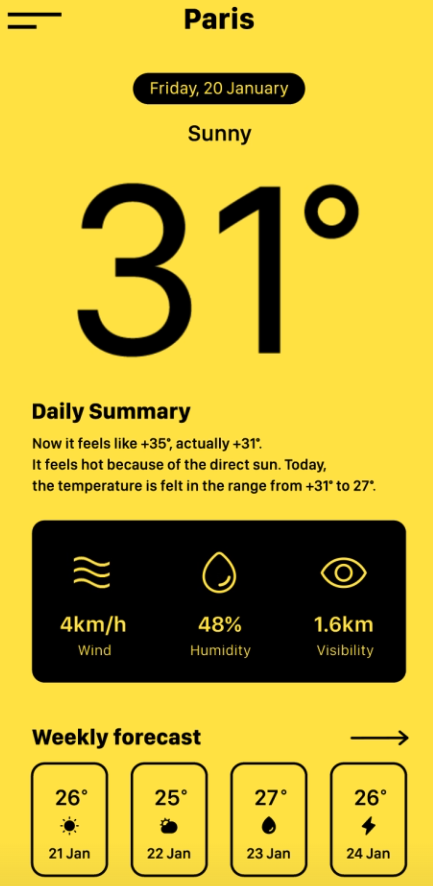 Paris
Friday, 20 January
Sunny
31°
Daily Summary
Now it feels like +35°, actually +31°.
It feels hot because of the direct sun. Today,
the temperature is felt in the range from +31° to 27°.
4km/h 48% 1.6km
Wind Humidity Visibility
Weekly forecast
26° 25° 27° 26°
21 Jan 22 Jan 23 Jan 24 Jan